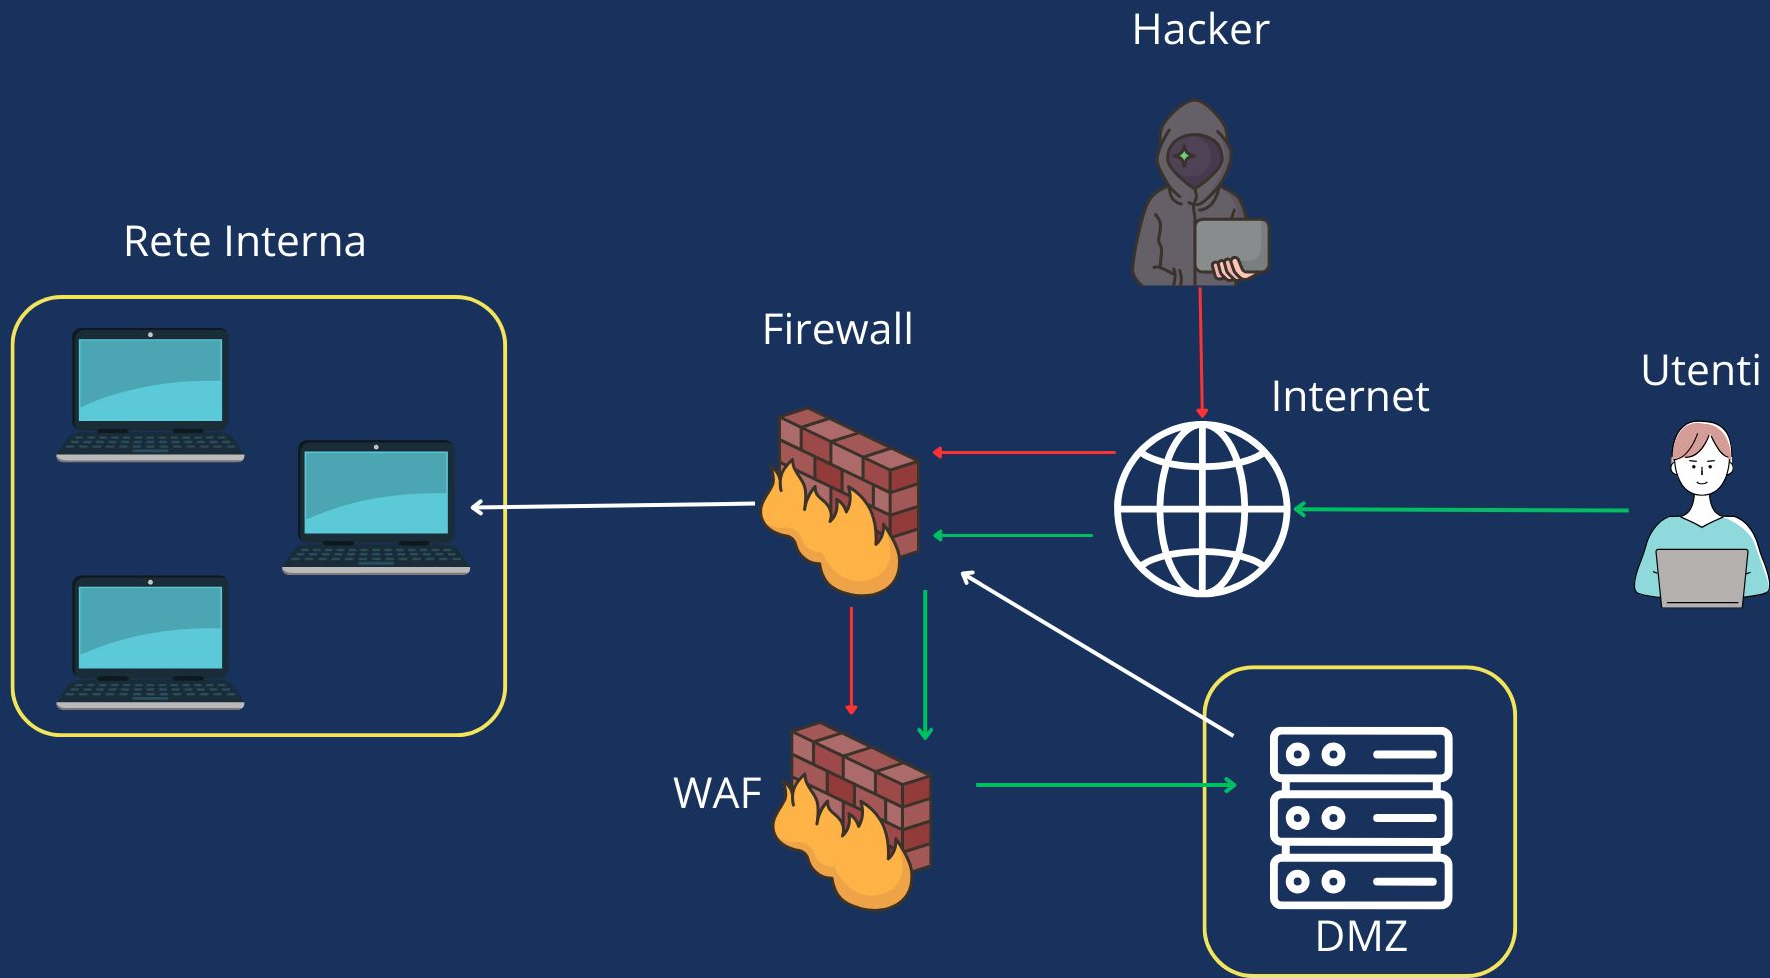 Hacker
Rete Interna
Firewall
Utenti
Internet
WAF
DMZ